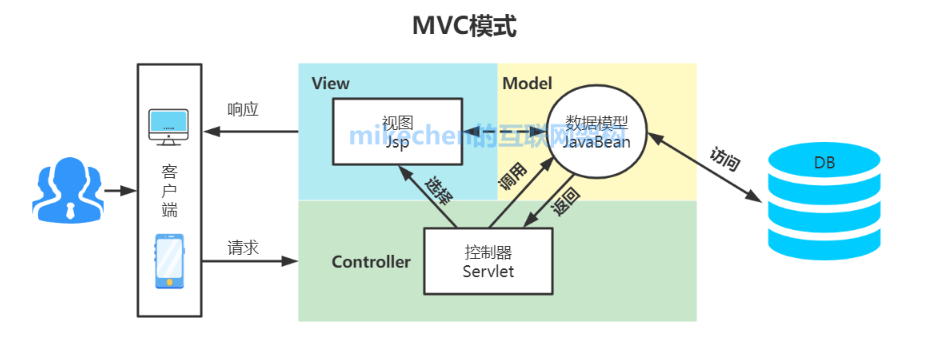 MVC模式
View
Model
响应
视图
Jsp
数据模型
JavaBean
mikechen的互联网架构
访问
DB
客
户
端
选择
调用
返回
请求
Controller
控制器
Servlet